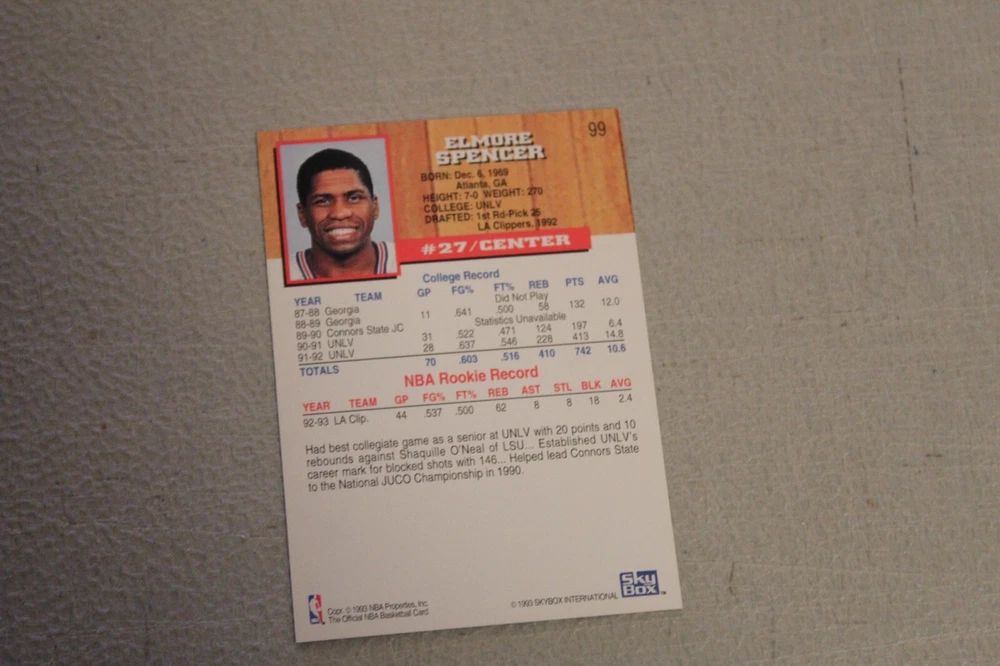 99
ELMORE
SPENCER
BORN: Dec. 6, 1969
Atlanta, GA
HEIGHT: 7-0 WEIGHT: 270
COLLEGE: UNLV
DRAFTED: 1st Rd-Pick 25
LA Clippers, 1992
#27/CENTER
College Record
YEAR TEAM GP FG% FT% REB PTS AVG
87-88 Georgia Did Not Play
88-89 Georgia 11 .641 .500 58 132 12.0
89-90 Connors State JC Statistics Unavailable
90-91 UNLV 31 .522 .471 124 197 6.4
91-92 UNLV 28 .637 .546 228 413 14.8
TOTALS 70 .603 .516 410 742 10.6
NBA Rookie Record
YEAR TEAM GP FG% FT% REB AST STL BLK AVG
92-93 LA Clip. 44 .537 .500 62 8 8 18 2.4
Had best collegiate game as a senior at UNLV with 20 points and 10
rebounds against Shaquille O'Neal of LSU... Established UNLV's
career mark for blocked shots with 146... Helped lead Connors State
to the National JUCO Championship in 1990.
Copr. © 1993 NBA Properties, Inc.
The Official NBA Basketball Card
© 1993 SKYBOX INTERNATIONAL
Sky
Box™